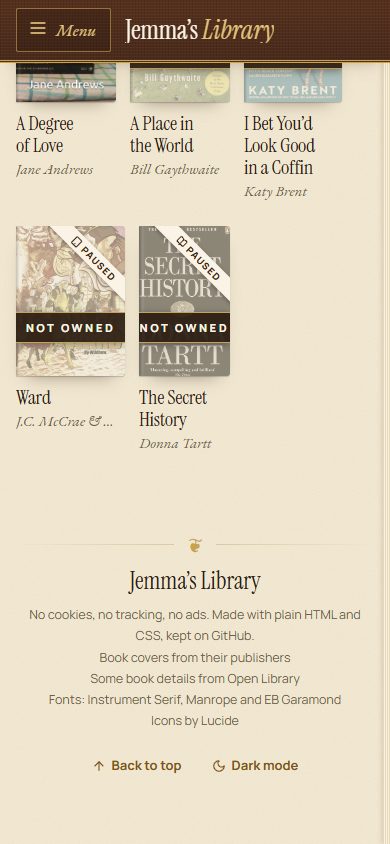 Menu
Jemma's Library
Jane Andrews
Bill Gaythwaite
KATY BRENT
A Degree
of Love
Jane Andrews
A Place in
the World
Bill Gaythwaite
I Bet You'd
Look Good
in a Coffin
Katy Brent
PAUSED
NOT OWNED
PAUSED
THE
SECRET
HISTORY
NOT OWNED
TARTT
Ward
J.C. McCrae & ...
The Secret
History
Donna Tartt
Jemma's Library
No cookies, no tracking, no ads. Made with plain HTML and
CSS, kept on GitHub.
Book covers from their publishers
Some book details from Open Library
Fonts: Instrument Serif, Manrope and EB Garamond
Icons by Lucide
Back to top
Dark mode